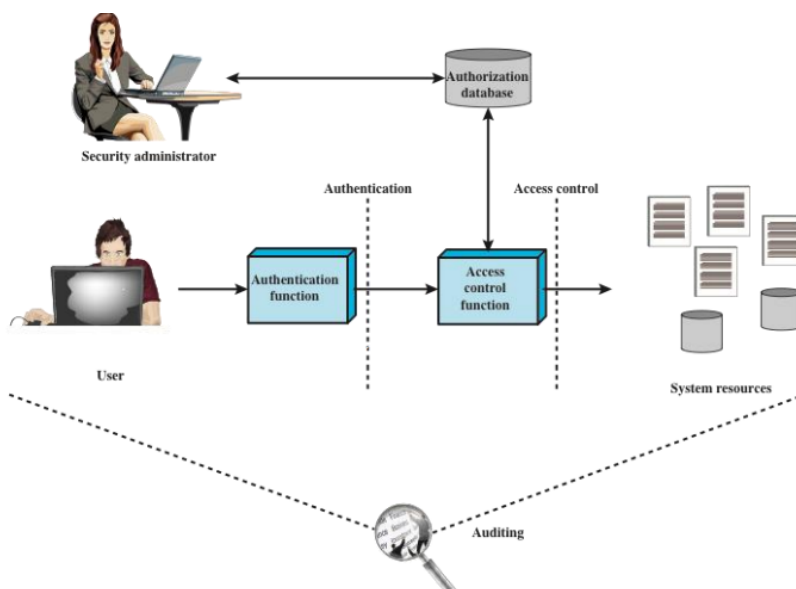 Authorization
database
Security administrator
Authentication
Access control
Authentication
function
Access
control
function
User
System resources
Auditing